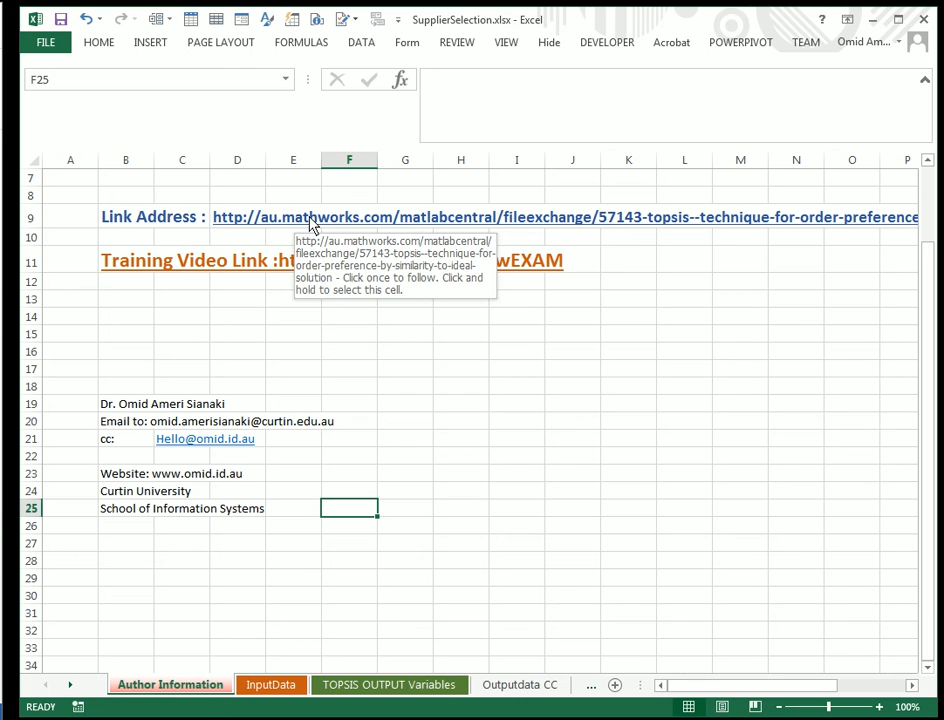 SupplierSelection.xlsx - Excel
?
FILE HOME INSERT PAGE LAYOUT FORMULAS DATA Form REVIEW VIEW Hide DEVELOPER Acrobat POWERPIVOT TEAM Omid Am...
F25
fx
A B C D E F G H I J K L M N O P
7
8
9 Link Address : http://au.mathworks.com/matlabcentral/fileexchange/57143-topsis--technique-for-order-preference
10
http://au.mathworks.com/matlabcentral/
fileexchange/57143-topsis--technique-for-
order-preference-by-similarity-to-ideal-
solution - Click once to follow. Click and
hold to select this cell.
11 Training Video Link :ht wEXAM
12
13
14
15
16
17
18
19 Dr. Omid Ameri Sianaki
20 Email to: omid.amerisianaki@curtin.edu.au
21 cc: Hello@omid.id.au
22
23 Website: www.omid.id.au
24 Curtin University
25 School of Information Systems
26
27
28
29
30
31
32
33
34
Author Information InputData TOPSIS OUTPUT Variables Outputdata CC ...
READY 100%